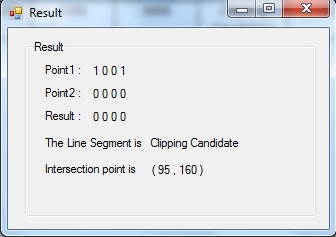 Result
Result
Point1 : 1 0 0 1
Point2 : 0 0 0 0
Result : 0 0 0 0
The Line Segment is Clipping Candidate
Intersection point is ( 95 , 160 )